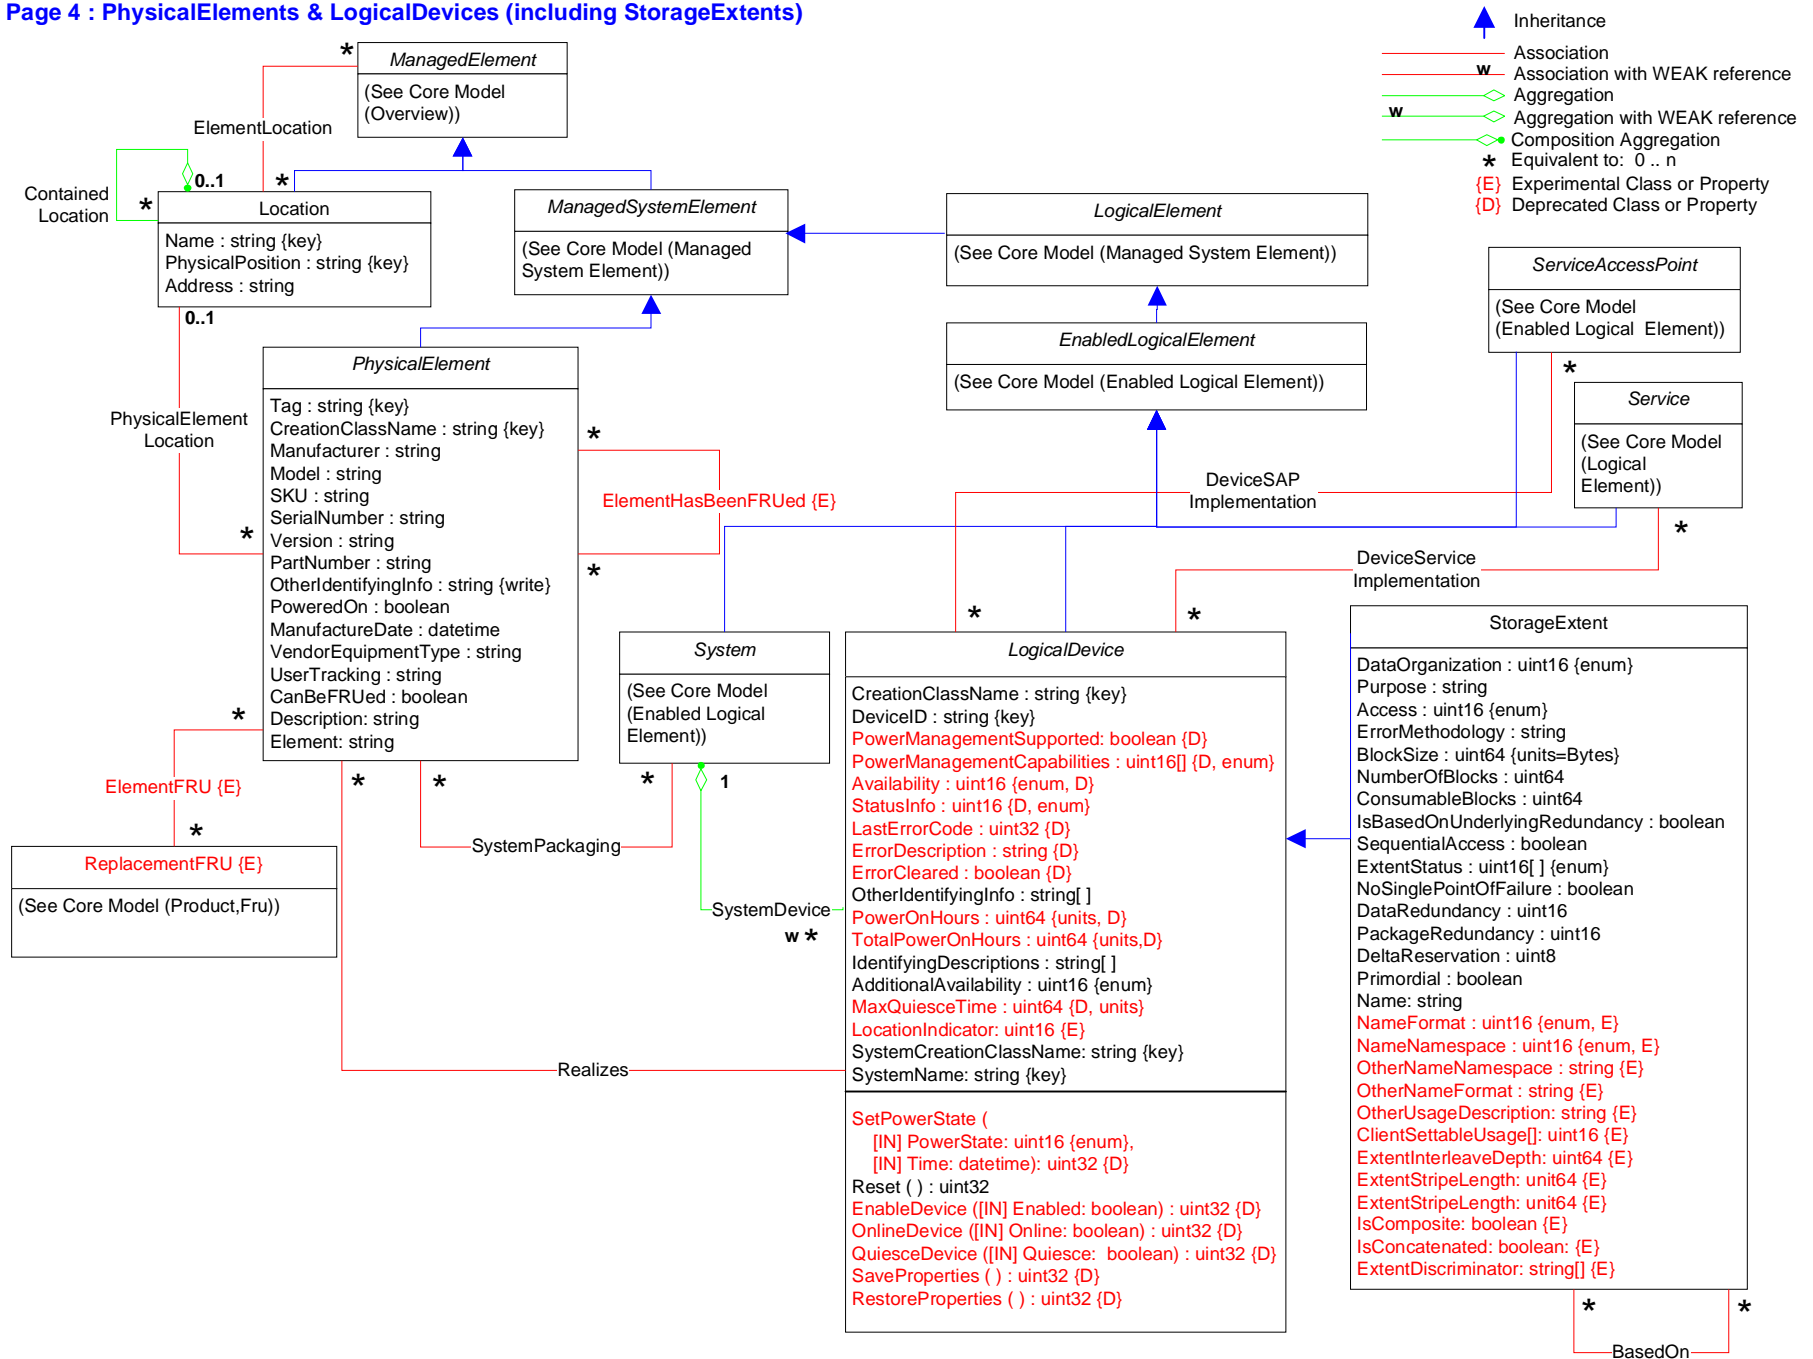 Page 4 : PhysicalElements & LogicalDevices (including StorageExtents)
Inheritance
Association
w
Association with WEAK reference
Aggregation
w
Aggregation with WEAK reference
Composition Aggregation
* Equivalent to: 0 .. n
{E} Experimental Class or Property
{D} Deprecated Class or Property
*
ManagedElement
(See Core Model
(Overview))
ElementLocation
Contained
Location
0..1
*
*
Location
Name : string {key}
PhysicalPosition : string {key}
Address : string
0..1
ManagedSystemElement
(See Core Model (Managed
System Element))
LogicalElement
(See Core Model (Managed System Element))
EnabledLogicalElement
(See Core Model (Enabled Logical Element))
ServiceAccessPoint
(See Core Model
(Enabled Logical Element))
*
Service
(See Core Model
(Logical
Element))
*
PhysicalElement
Location
*
PhysicalElement
Tag : string {key}
CreationClassName : string {key}
Manufacturer : string
Model : string
SKU : string
SerialNumber : string
Version : string
PartNumber : string
OtherIdentifyingInfo : string {write}
PoweredOn : boolean
ManufactureDate : datetime
VendorEquipmentType : string
UserTracking : string
CanBeFRUed : boolean
Description: string
Element: string
*
ElementHasBeenFRUed {E}
*
DeviceSAP
Implementation
*
DeviceService
Implementation
*
*
ElementFRU {E}
*
ReplacementFRU {E}
(See Core Model (Product,Fru))
*
*
SystemPackaging
*
System
(See Core Model
(Enabled Logical
Element))
1
SystemDevice
w *
Realizes
LogicalDevice
CreationClassName : string {key}
DeviceID : string {key}
PowerManagementSupported: boolean {D}
PowerManagementCapabilities : uint16[] {D, enum}
Availability : uint16 {enum, D}
StatusInfo : uint16 {D, enum}
LastErrorCode : uint32 {D}
ErrorDescription : string {D}
ErrorCleared : boolean {D}
OtherIdentifyingInfo : string[ ]
PowerOnHours : uint64 {units, D}
TotalPowerOnHours : uint64 {units,D}
IdentifyingDescriptions : string[ ]
AdditionalAvailability : uint16 {enum}
MaxQuiesceTime : uint64 {D, units}
LocationIndicator: uint16 {E}
SystemCreationClassName: string {key}
SystemName: string {key}
SetPowerState (
[IN] PowerState: uint16 {enum},
[IN] Time: datetime): uint32 {D}
Reset ( ) : uint32
EnableDevice ([IN] Enabled: boolean) : uint32 {D}
OnlineDevice ([IN] Online: boolean) : uint32 {D}
QuiesceDevice ([IN] Quiesce: boolean) : uint32 {D}
SaveProperties ( ) : uint32 {D}
RestoreProperties ( ) : uint32 {D}
StorageExtent
DataOrganization : uint16 {enum}
Purpose : string
Access : uint16 {enum}
ErrorMethodology : string
BlockSize : uint64 {units=Bytes}
NumberOfBlocks : uint64
ConsumableBlocks : uint64
IsBasedOnUnderlyingRedundancy : boolean
SequentialAccess : boolean
ExtentStatus : uint16[ ] {enum}
NoSinglePointOfFailure : boolean
DataRedundancy : uint16
PackageRedundancy : uint16
DeltaReservation : uint8
Primordial : boolean
Name: string
NameFormat : uint16 {enum, E}
NameNamespace : uint16 {enum, E}
OtherNameNamespace : string {E}
OtherNameFormat : string {E}
OtherUsageDescription: string {E}
ClientSettableUsage[]: uint16 {E}
ExtentInterleaveDepth: uint64 {E}
ExtentStripeLength: unit64 {E}
ExtentStripeLength: uint64 {E}
IsComposite: boolean {E}
IsConcatenated: boolean: {E}
ExtentDiscriminator: string[] {E}
*
*
BasedOn